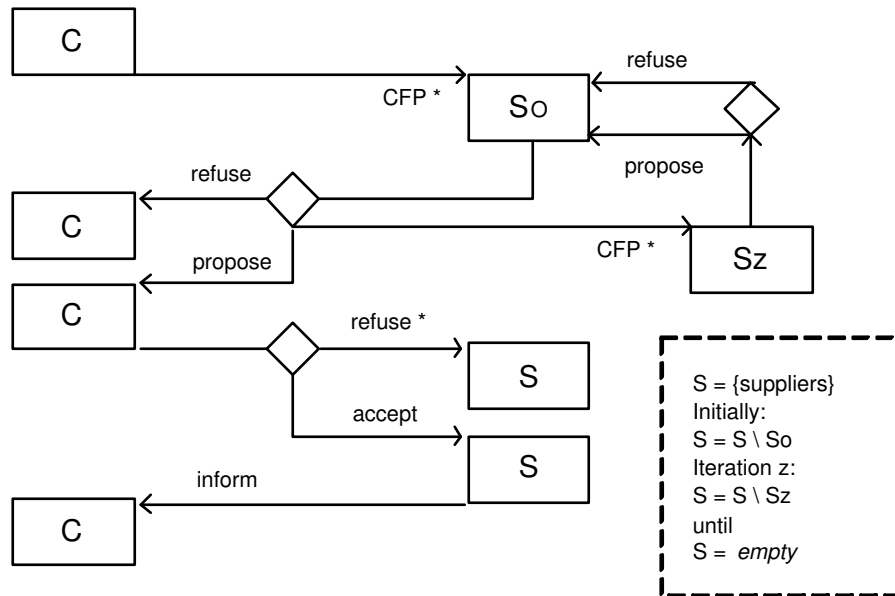 C
CFP *
So
refuse
propose
refuse
C
propose
C
CFP *
Sz
refuse *
S
accept
S
inform
C
S = {suppliers}
Initially:
S = S \ So
Iteration z:
S = S \ Sz
until
S = empty